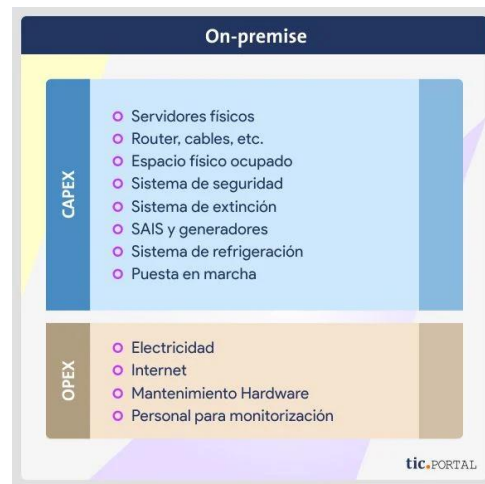 On-premise
CAPEX
Servidores físicos
Router, cables, etc.
Espacio físico ocupado
Sistema de seguridad
Sistema de extinción
SAIS y generadores
Sistema de refrigeración
Puesta en marcha
OPEX
Electricidad
Internet
Mantenimiento Hardware
Personal para monitorización
tic.PORTAL